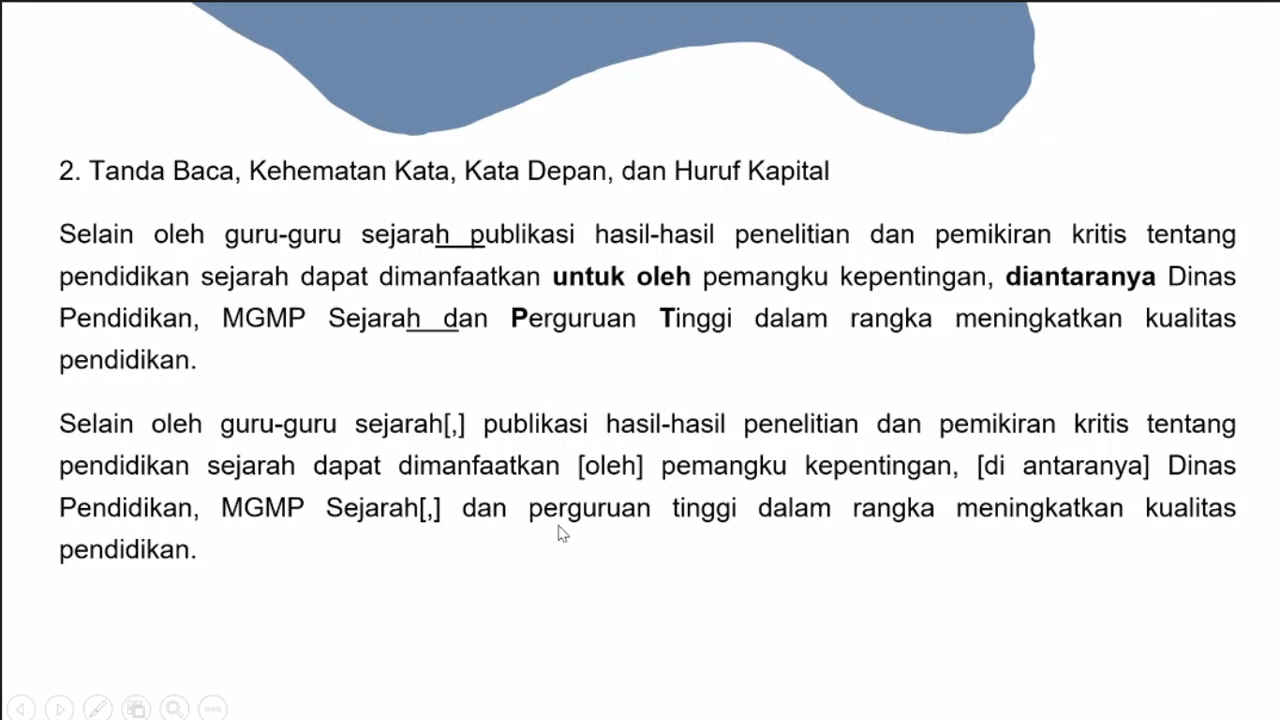 2. Tanda Baca, Kehematan Kata, Kata Depan, dan Huruf Kapital
Selain oleh guru-guru sejarah publikasi hasil-hasil penelitian dan pemikiran kritis tentang
pendidikan sejarah dapat dimanfaatkan untuk oleh pemangku kepentingan, diantaranya Dinas
Pendidikan, MGMP Sejarah dan Perguruan Tinggi dalam rangka meningkatkan kualitas
pendidikan.
Selain oleh guru-guru sejarah[,] publikasi hasil-hasil penelitian dan pemikiran kritis tentang
pendidikan sejarah dapat dimanfaatkan [oleh] pemangku kepentingan, [di antaranya] Dinas
Pendidikan, MGMP Sejarah[,] dan perguruan tinggi dalam rangka meningkatkan kualitas
pendidikan.